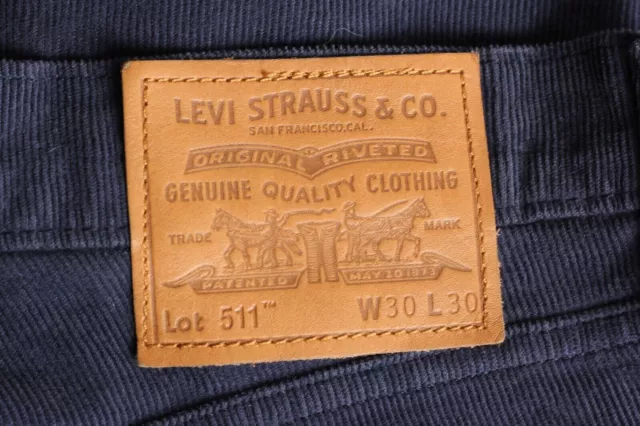 LEVI STRAUSS & CO.
SAN FRANCISCO, CAL.
ORIGINAL RIVETED
GENUINE QUALITY CLOTHING
TRADE MARK
PATENTED MAY 20 1873
Lot 511™ W30 L30